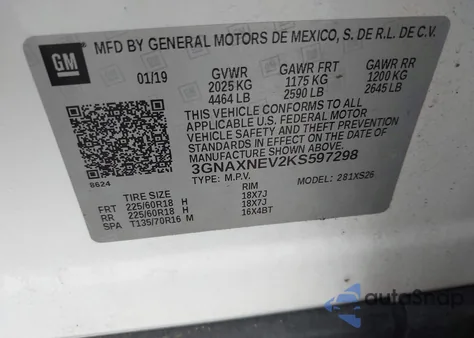 GM
MFD BY GENERAL MOTORS DE MEXICO, S. DE R.L. DE C.V.
01/19 GVWR GAWR FRT GAWR RR
2025 KG 1175 KG 1200 KG
4464 LB 2590 LB 2645 LB
THIS VEHICLE CONFORMS TO ALL
APPLICABLE U.S. FEDERAL MOTOR
VEHICLE SAFETY AND THEFT PREVENTION
STANDARDS IN EFFECT ON THE DATE OF
MANUFACTURE SHOWN ABOVE.
3GNAXNEV2KS597298
8624 TYPE: M.P.V. MODEL: 281XS26
TIRE SIZE RIM
FRT 225/60R18 H 18X7J
RR 225/60R18 H 18X7J
SPA T135/70R16 M 16X4BT
autoSnap